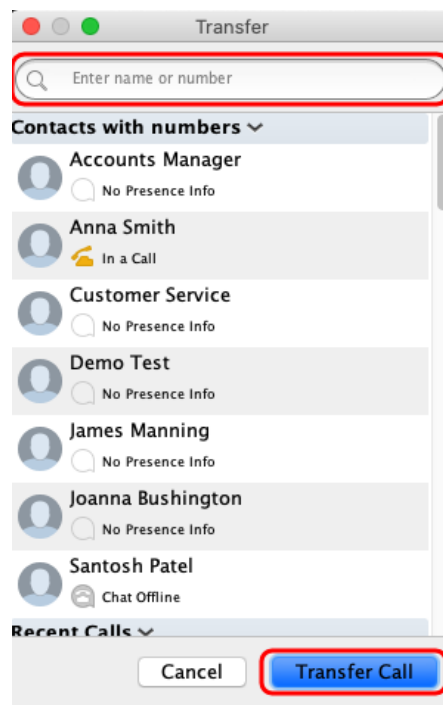 Transfer
Enter name or number
Contacts with numbers
Accounts Manager
No Presence Info
Anna Smith
In a Call
Customer Service
No Presence Info
Demo Test
No Presence Info
James Manning
No Presence Info
Joanna Bushington
No Presence Info
Santosh Patel
Chat Offline
Recent Calls
Cancel
Transfer Call